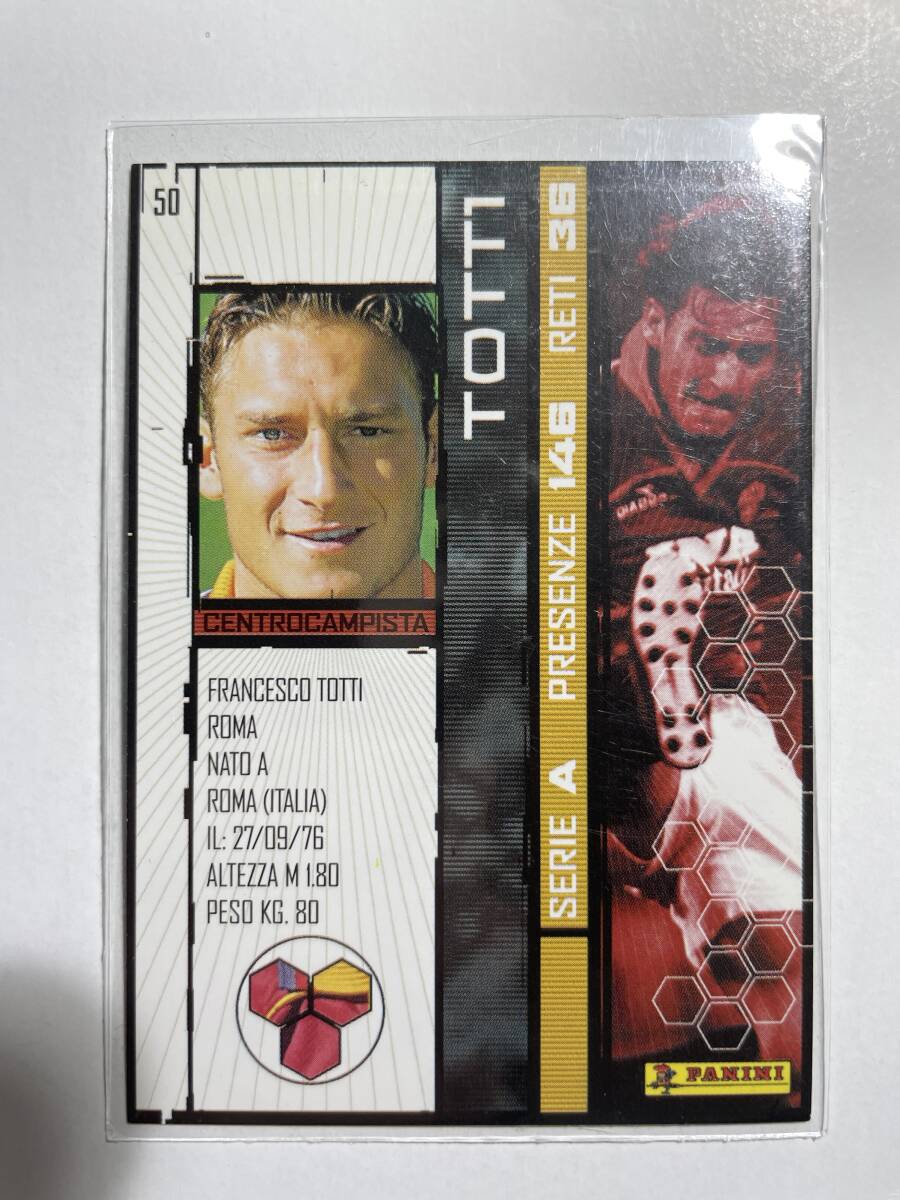 50
CENTROCAMPISTA
FRANCESCO TOTTI
ROMA
NATO A
ROMA (ITALIA)
IL: 27/09/76
ALTEZZA M 1.80
PESO KG. 80
TOTTI
SERIE A PRESENZE 146 RETI 36
DIADORA
PANINI